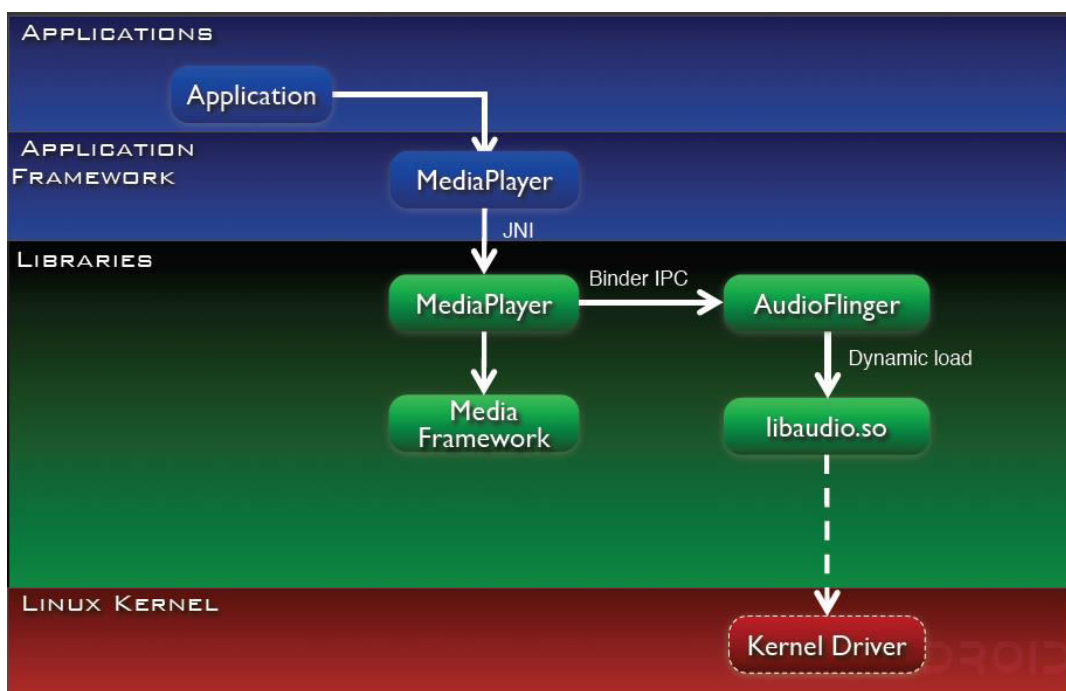 APPLICATIONS
Application
APPLICATION
FRAMEWORK
MediaPlayer
JNI
LIBRARIES
MediaPlayer
Binder IPC
AudioFlinger
Dynamic load
Media
Framework
libaudio.so
LINUX KERNEL
Kernel Driver